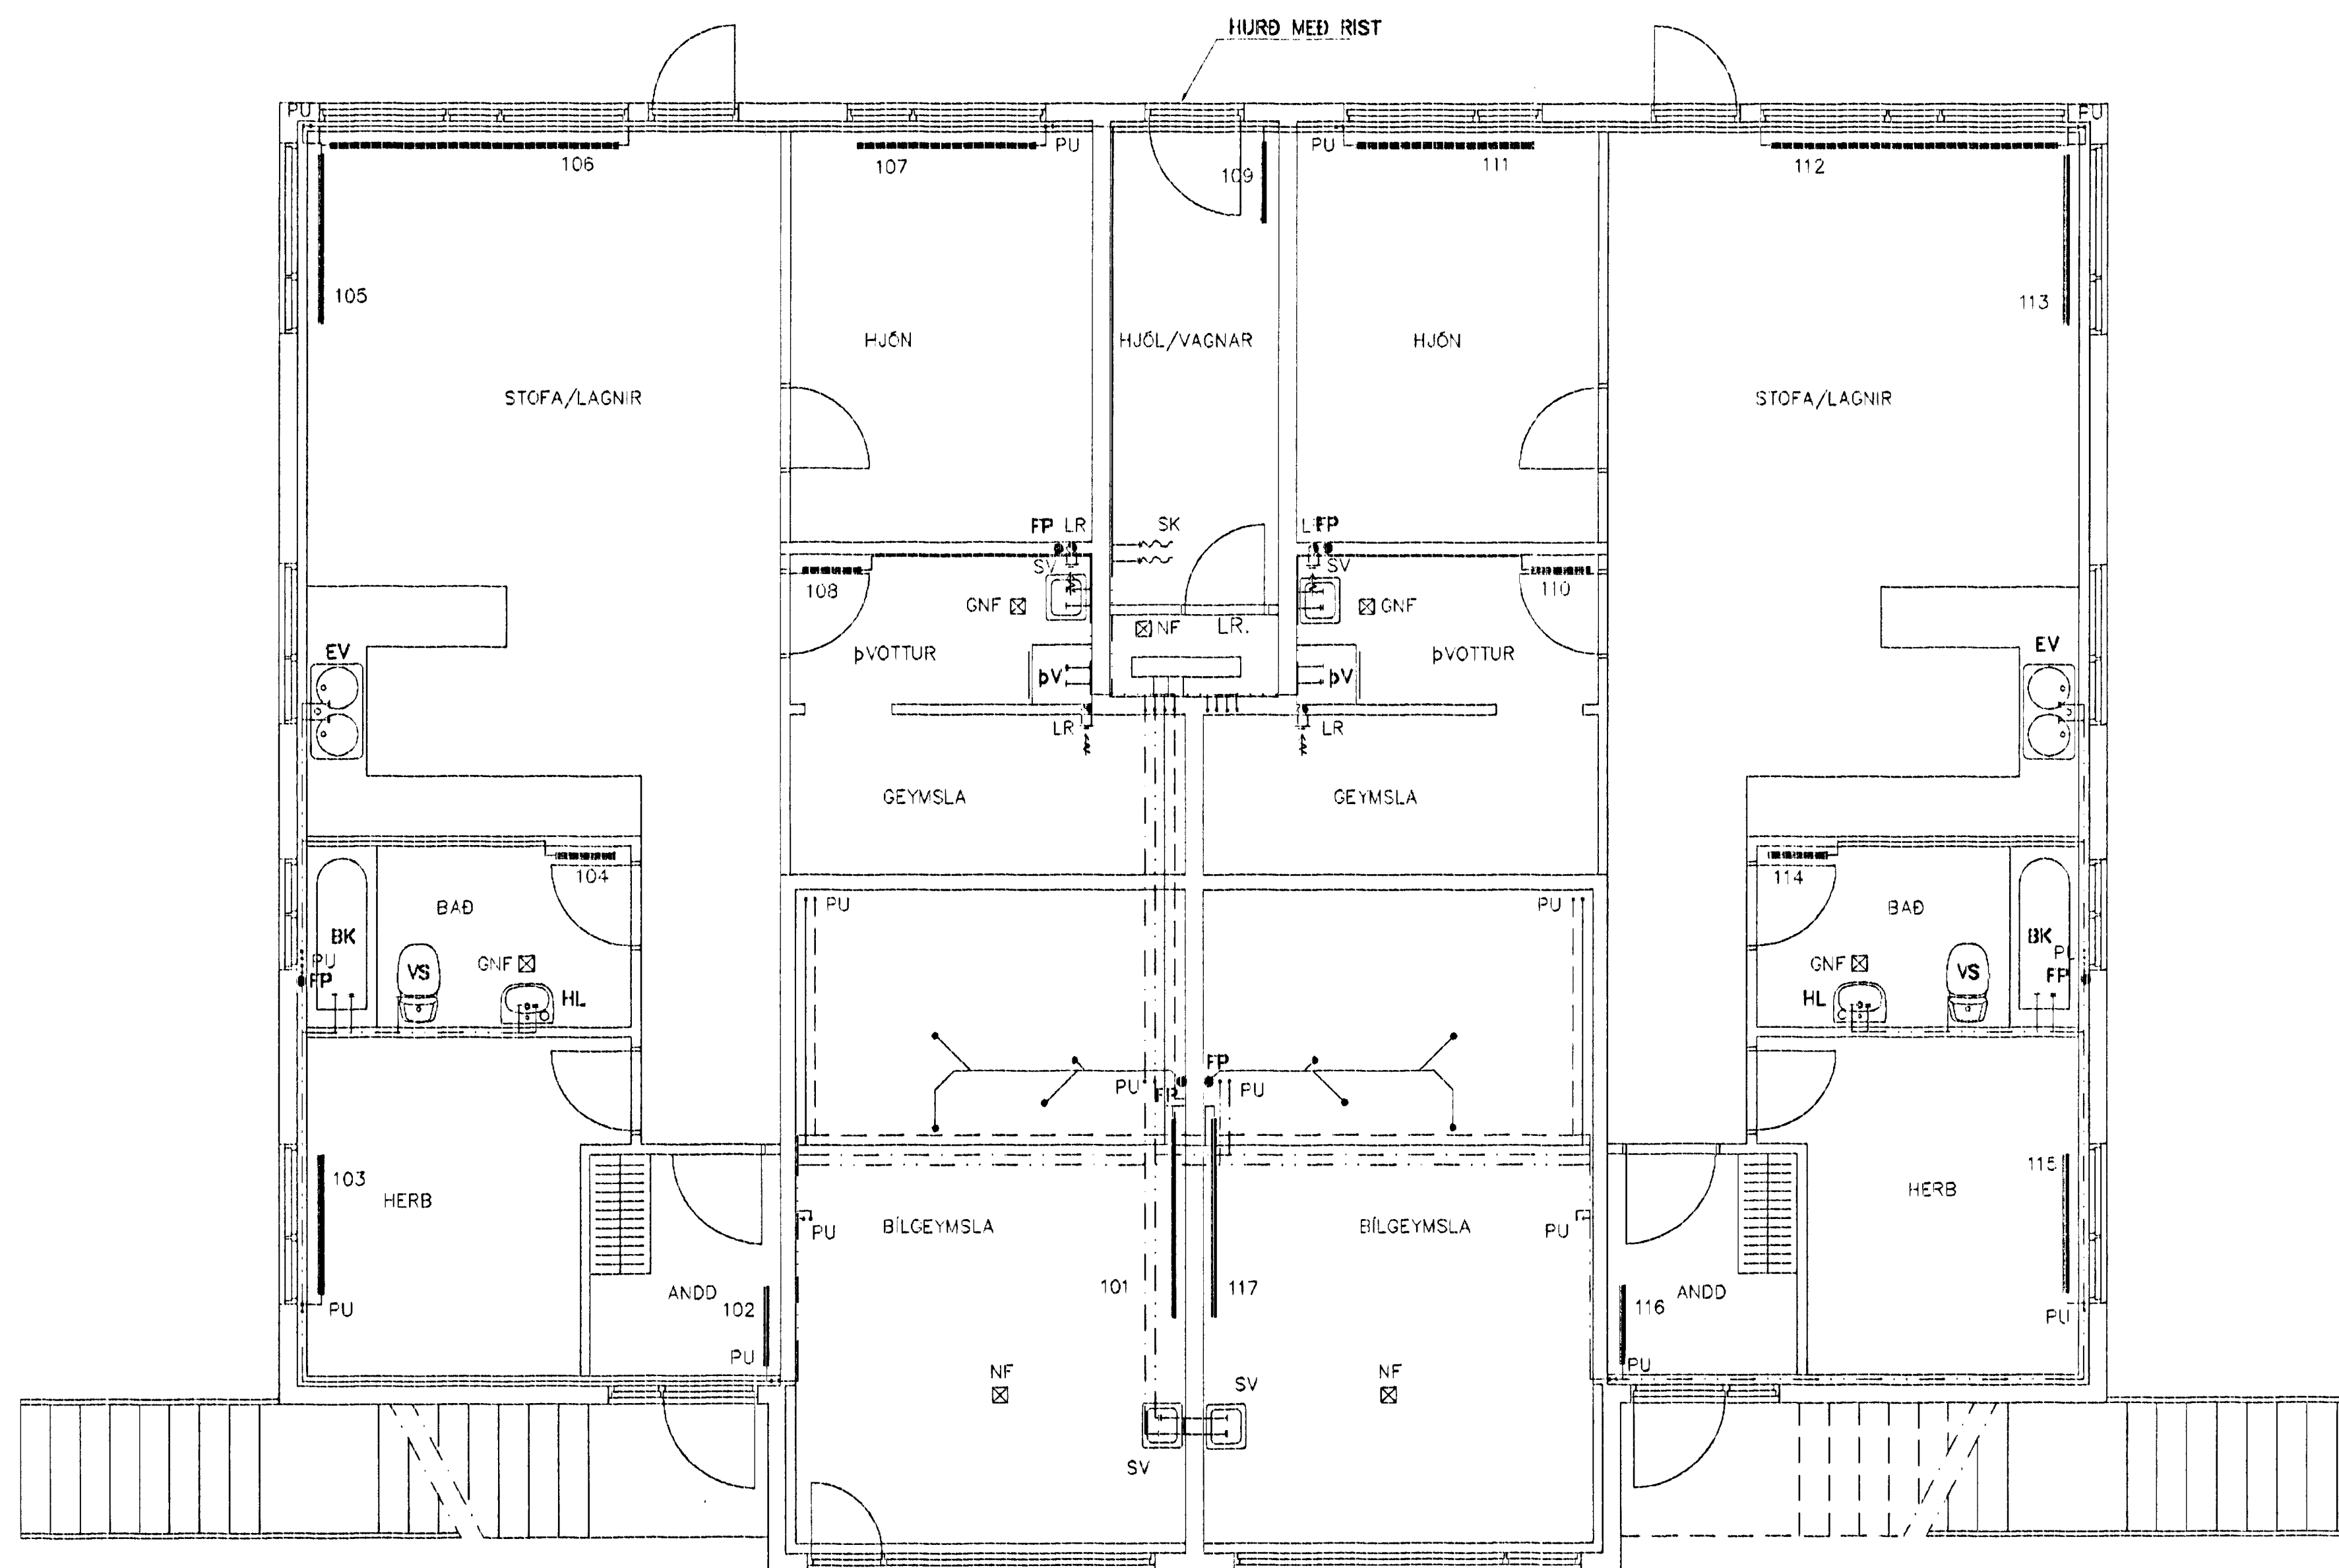 HURÐ MEÐ RIST
PU
PU
106
107
PU
109
PU
111
112
105
113
HJÓN
HJÓL/VAGNAR
HJÓN
STOFA/LAGNIR
STOFA/LAGNIR
FP LR
SK
FP
SV
SV
108
110
GNF
GNF
NF
LR.
EV
ÞVOTTUR
ÞVOTTUR
EV
ÞV
ÞV
LR
LR
GEYMSLA
GEYMSLA
104
114
PU
PU
BAÐ
BAÐ
BK
BK
PU
VS
GNF
GNF
VS
FP
HL
HL
FP
FP
PU
PU
FP
103
115
HERB
HERB
PU
BÍLGEYMSLA
BÍLGEYMSLA
PU
101
117
ANDD
ANDD
102
116
PU
PU
PU
PU
NF
NF
SV
SV